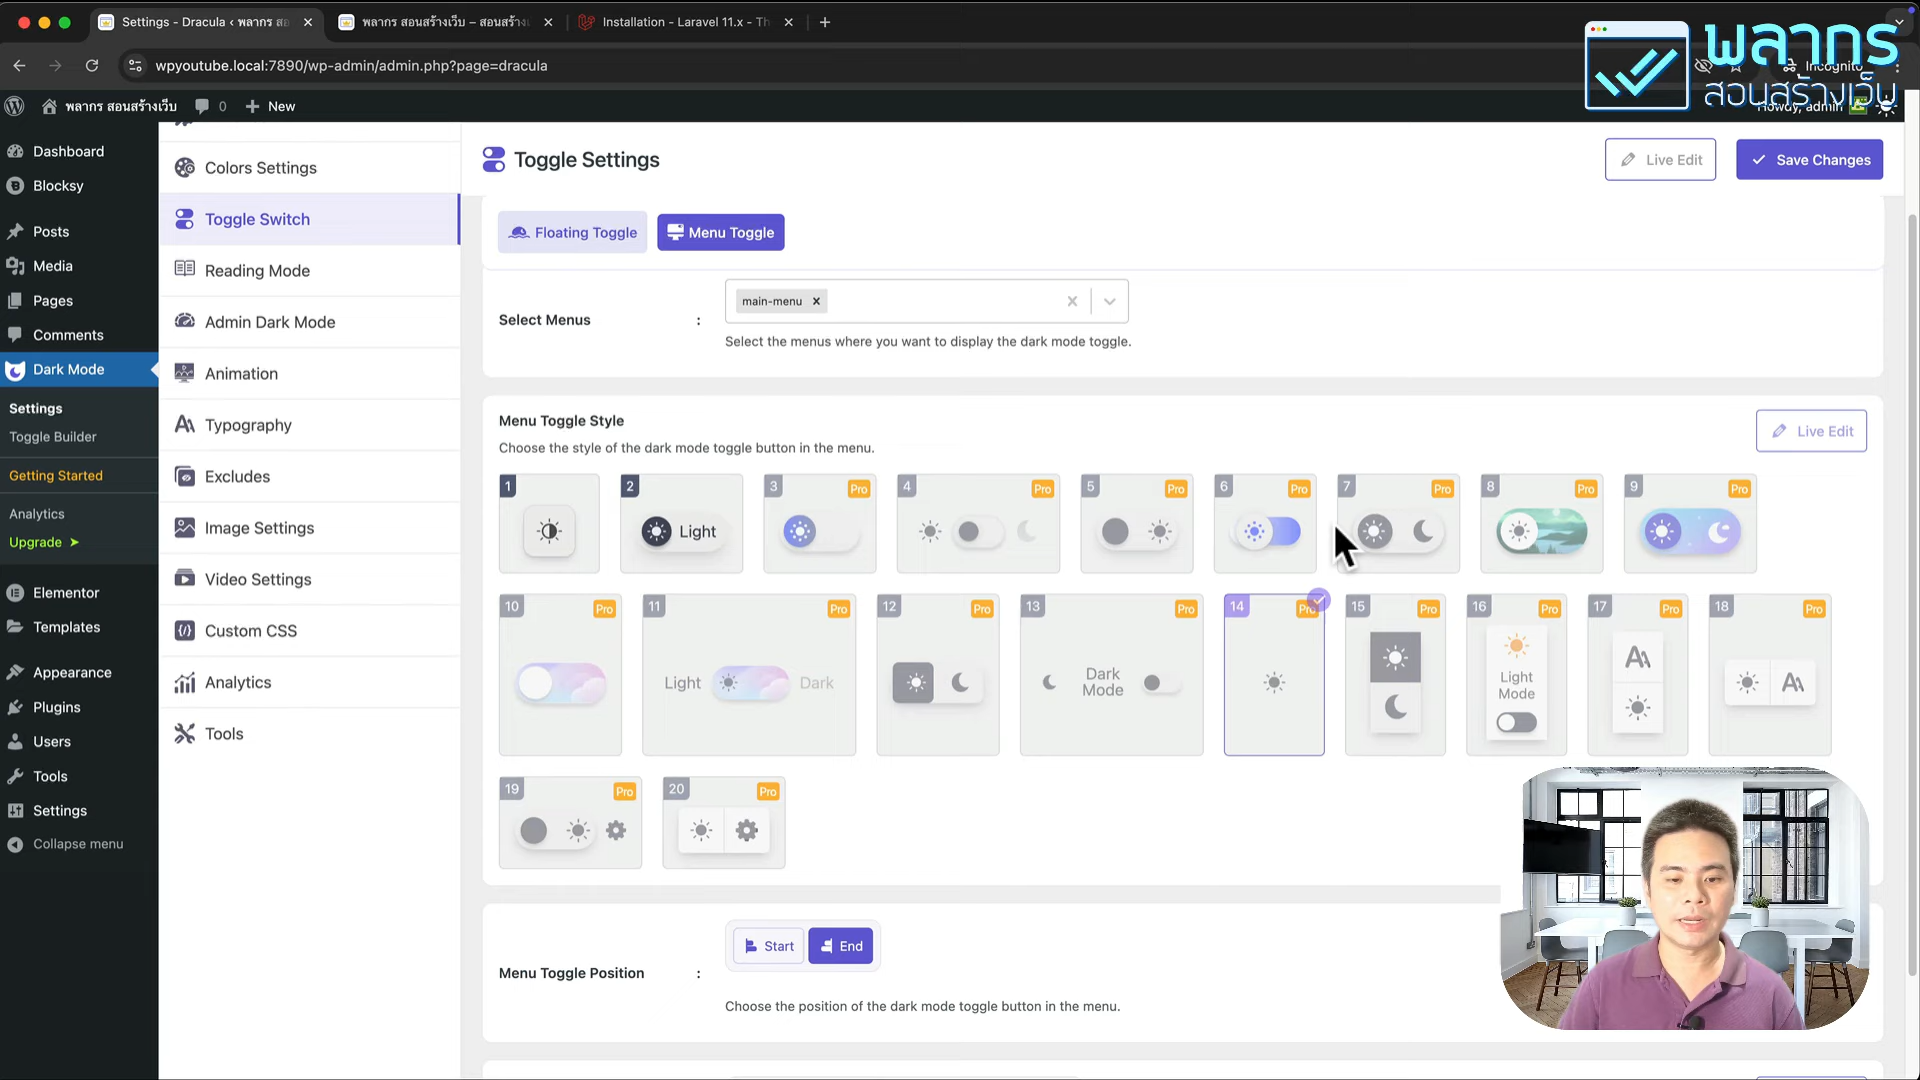 Settings - Dracula ‹ พลากร สอ
พลากร สอนสร้างเว็บ – สอนสร้าง
Installation - Laravel 11.x - Th
wpyoutube.local:7890/wp-admin/admin.php?page=dracula
Incognito
พลากร
สอนสร้างเว็บ
พลากร สอนสร้างเว็บ
0
New
Howdy, admin
Dashboard
Blocksy
Posts
Media
Pages
Comments
Dark Mode
Settings
Toggle Builder
Getting Started
Analytics
Upgrade ➤
Elementor
Templates
Appearance
Plugins
Users
Tools
Settings
Collapse menu
Colors Settings
Toggle Switch
Reading Mode
Admin Dark Mode
Animation
Typography
Excludes
Image Settings
Video Settings
Custom CSS
Analytics
Tools
Toggle Settings
Live Edit
Save Changes
Floating Toggle
Menu Toggle
Select Menus :
main-menu
Select the menus where you want to display the dark mode toggle.
Menu Toggle Style
Live Edit
Choose the style of the dark mode toggle button in the menu.
1
2
Light
3 Pro
4 Pro
5 Pro
6 Pro
7 Pro
8 Pro
9 Pro
10 Pro
11 Pro
Light
Dark
12 Pro
13 Pro
Dark
Mode
14 Pro
15 Pro
16 Pro
Light
Mode
17 Pro
AA
18 Pro
AA
19 Pro
20 Pro
Menu Toggle Position :
Start
End
Choose the position of the dark mode toggle button in the menu.